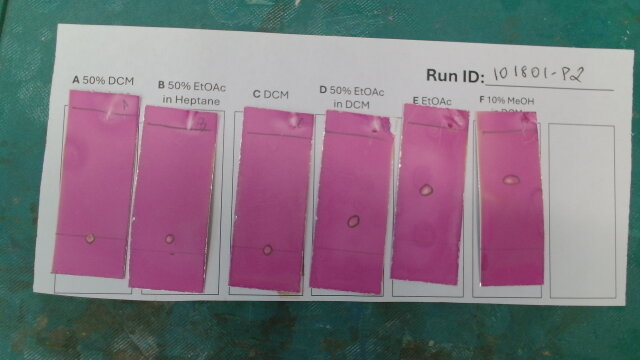 Run ID: 101801-P2
A 50% DCM
B 50% EtOAc
in Heptane
C DCM
D 50% EtOAc
in DCM
E EtOAc
F 10% MeOH
in DCM